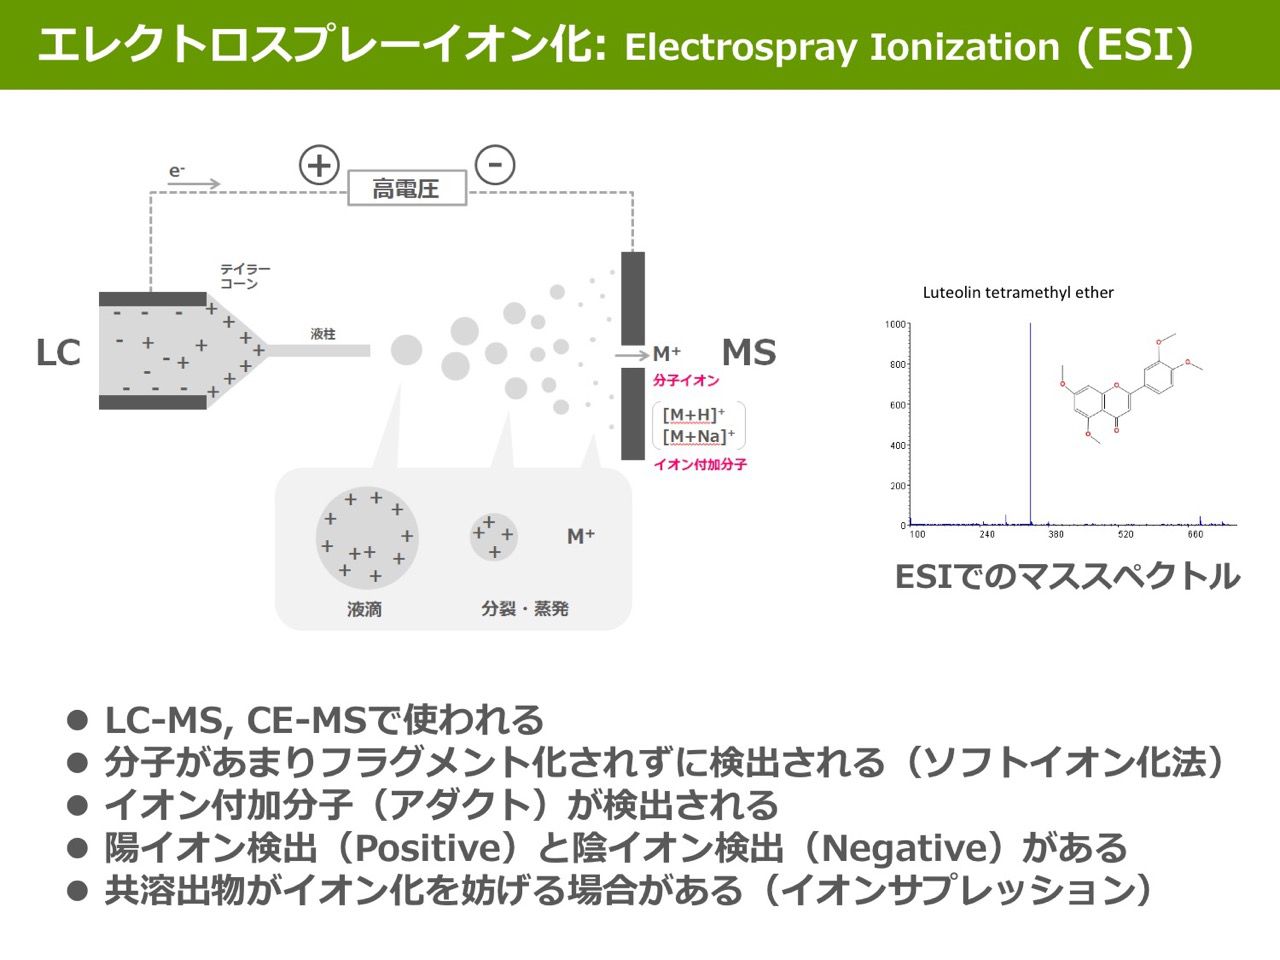 エレクトロスプレーイオン化: Electrospray Ionization (ESI)
e-
+
-
高電圧
テイラー
コーン
LC
液柱
M+
MS
分子イオン
[M+H]+
[M+Na]+
イオン付加分子
液滴
分裂・蒸発
M+
Luteolin tetramethyl ether
1000
800
600
400
200
0
100 240 380 520 660
ESIでのマススペクトル
● LC-MS, CE-MSで使われる
● 分子があまりフラグメント化されずに検出される（ソフトイオン化法）
● イオン付加分子（アダクト）が検出される
● 陽イオン検出（Positive）と陰イオン検出（Negative）がある
● 共溶出物がイオン化を妨げる場合がある（イオンサプレッション）